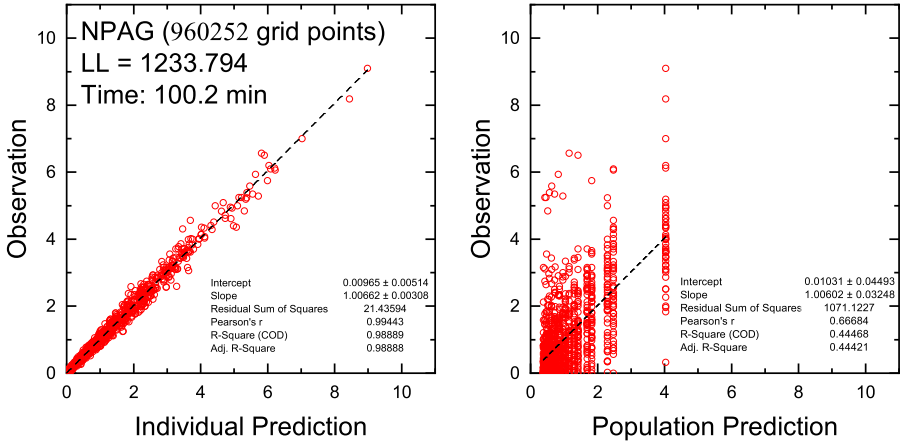 NPAG (960252 grid points)
LL = 1233.794
Time: 100.2 min
Observation
10
8
6
4
2
0
Intercept 0.00965 ± 0.00514
Slope 1.00662 ± 0.00308
Residual Sum of Squares 21.43594
Pearson's r 0.99443
R-Square (COD) 0.98889
Adj. R-Square 0.98888
0 2 4 6 8 10
Individual Prediction
Observation
10
8
6
4
2
0
Intercept 0.01031 ± 0.04493
Slope 1.06602 ± 0.03248
Residual Sum of Squares 1071.1227
Pearson's r 0.66684
R-Square (COD) 0.44468
Adj. R-Square 0.44421
0 2 4 6 8 10
Population Prediction